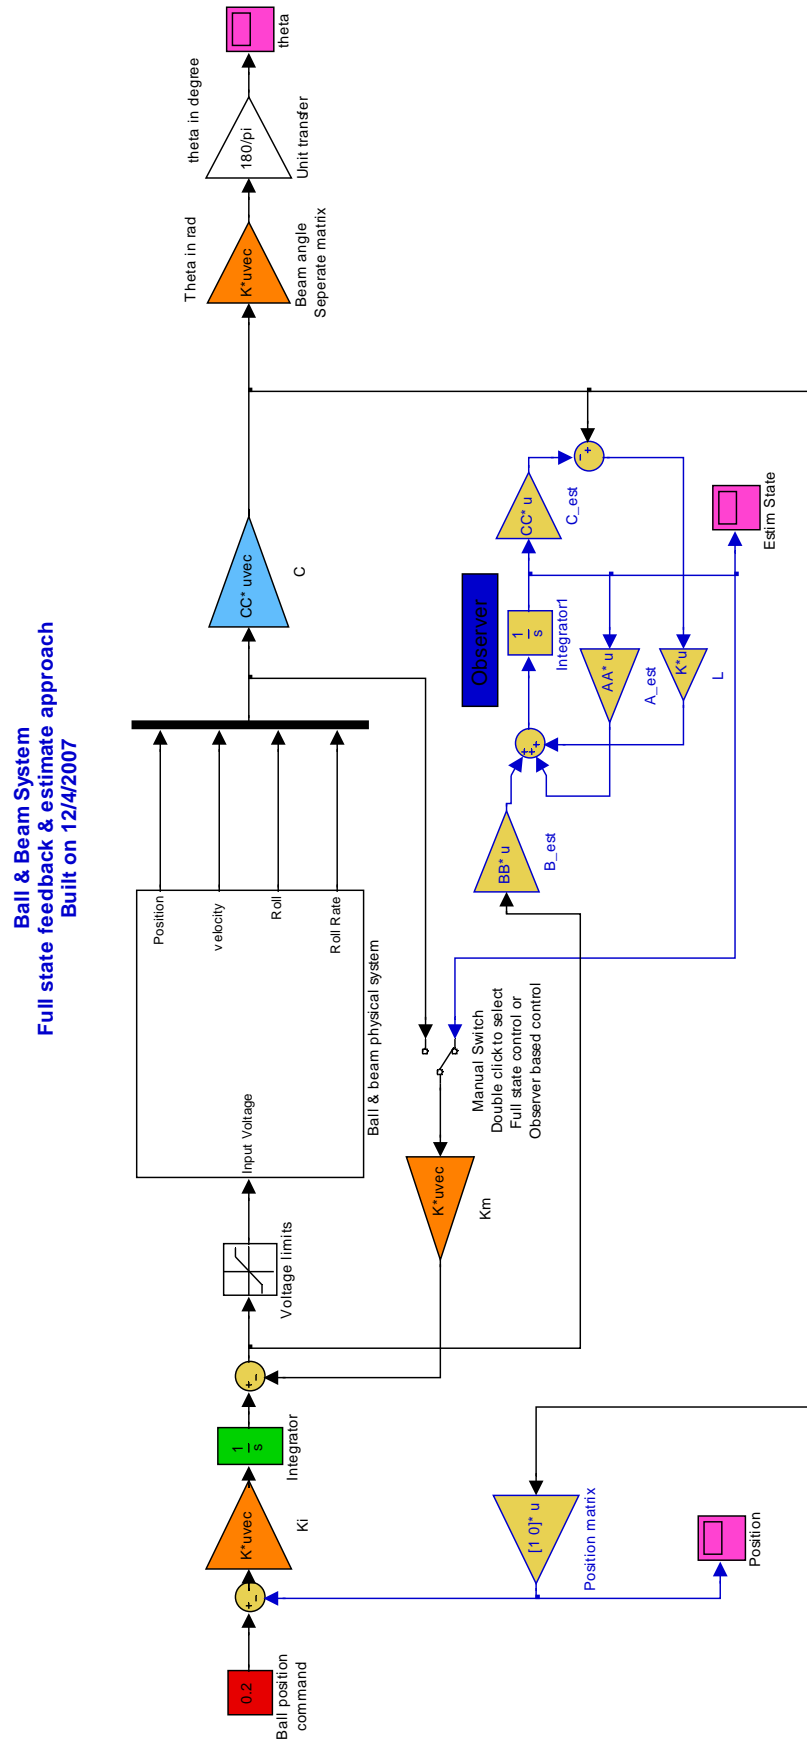 Ball & Beam System
Full state feedback & estimate approach
Built on 12/4/2007
0.2
Ball position
command
+
-
K*uvec
Ki
1
s
Integrator
+
-
Voltage limits
Input Voltage
Position
velocity
Roll
Roll Rate
Ball & beam physical system
CC* uvec
C
Theta in rad
K*uvec
Beam angle
Seperate matrix
theta in degree
180/pi
Unit transfer
theta
K*uvec
Km
Manual Switch
Double click to select
Full state control or
Observer based control
Observer
BB* u
B_est
+
+
+
1
s
Integrator1
CC* u
C_est
-
+
AA* u
A_est
K*u
L
Estim State
[1 0]* u
Position matrix
Position